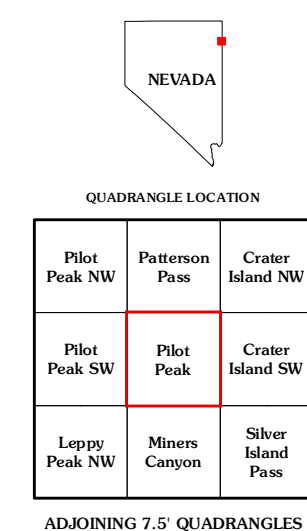 NEVADA
QUADRANGLE LOCATION
Pilot
Peak NW
Patterson
Pass
Crater
Island NW
Pilot
Peak SW
Pilot
Peak
Crater
Island SW
Leppy
Peak NW
Miners
Canyon
Silver
Island
Pass
ADJOINING 7.5' QUADRANGLES